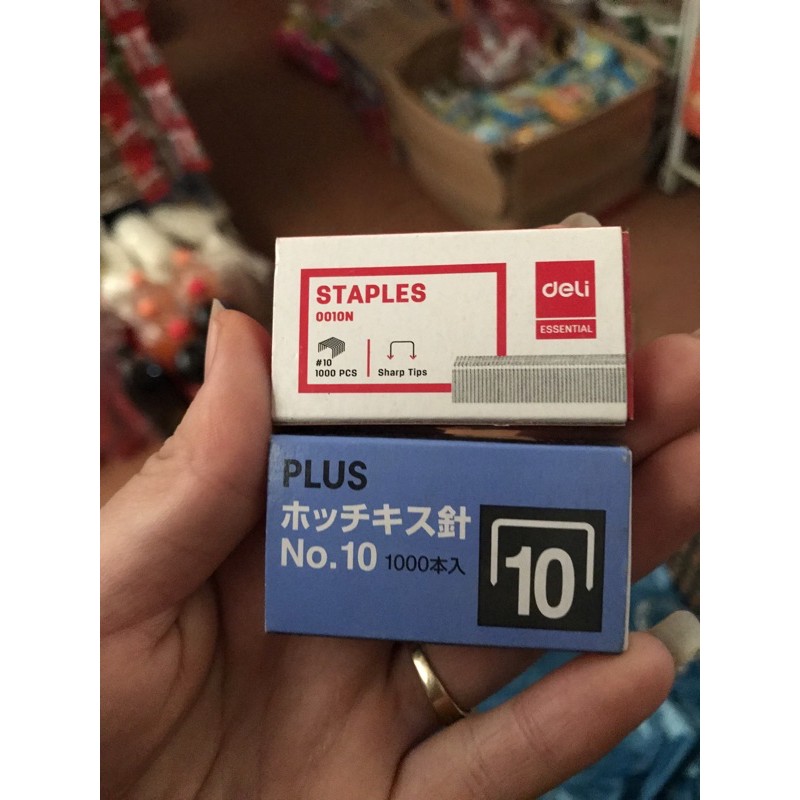 STAPLES
0010N
#10
1000 PCS
Sharp Tips
deli
ESSENTIAL
PLUS
ホッチキス針
No.10 1000本入
10